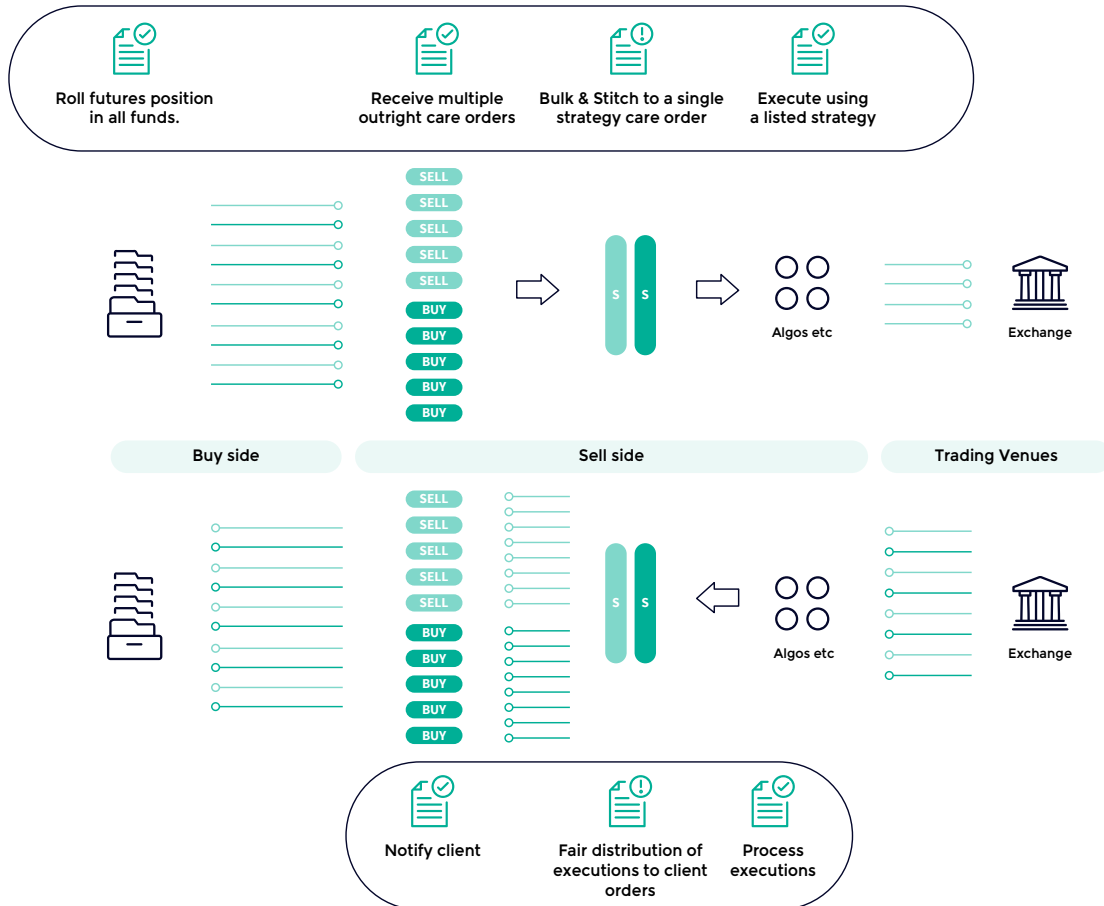 Roll futures position
in all funds.
Receive multiple
outright care orders
Bulk & Stitch to a single
strategy care order
Execute using
a listed strategy
SELL
SELL
SELL
SELL
SELL
BUY
BUY
BUY
BUY
BUY
S S
Algos etc
Exchange
Buy side
Sell side
Trading Venues
SELL
SELL
SELL
SELL
SELL
BUY
BUY
BUY
BUY
BUY
S S
Algos etc
Exchange
Notify client
Fair distribution of
executions to client
orders
Process
executions